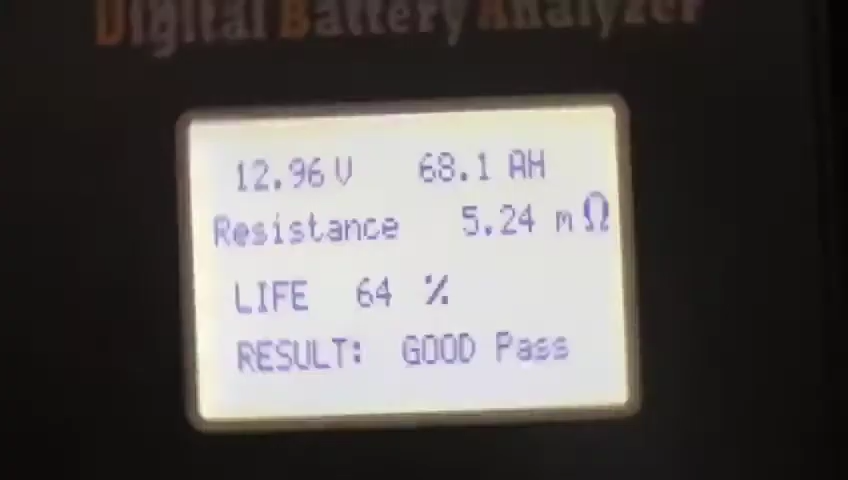 Digital Battery Analyzer
12.96 V 68.1 AH
Resistance 5.24 mΩ
LIFE 64 %
RESULT: GOOD Pass